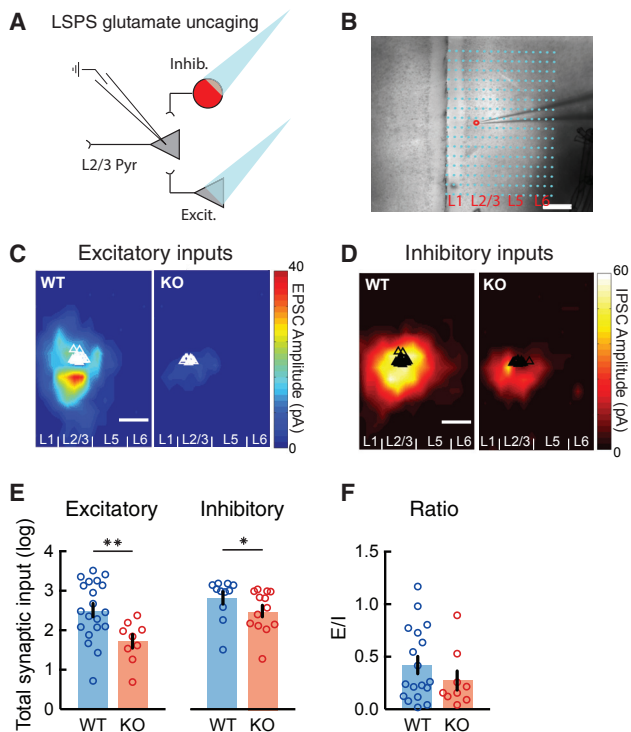 A
LSPS glutamate uncaging
Inhib.
L2/3 Pyr
Excit.
B
L1 L2/3 L5 L6
C
Excitatory inputs
WT
KO
40
EPSC Amplitude (pA)
0
L1 L2/3 L5 L6
L1 L2/3 L5 L6
D
Inhibitory inputs
WT
KO
60
IPSC Amplitude (pA)
0
L1 L2/3 L5 L6
L1 L2/3 L5 L6
E
Excitatory
Inhibitory
Total synaptic input (log)
4
3
2
1
0
**
*
WT KO
WT KO
F
Ratio
E/I
1.5
1.0
0.5
0
WT KO